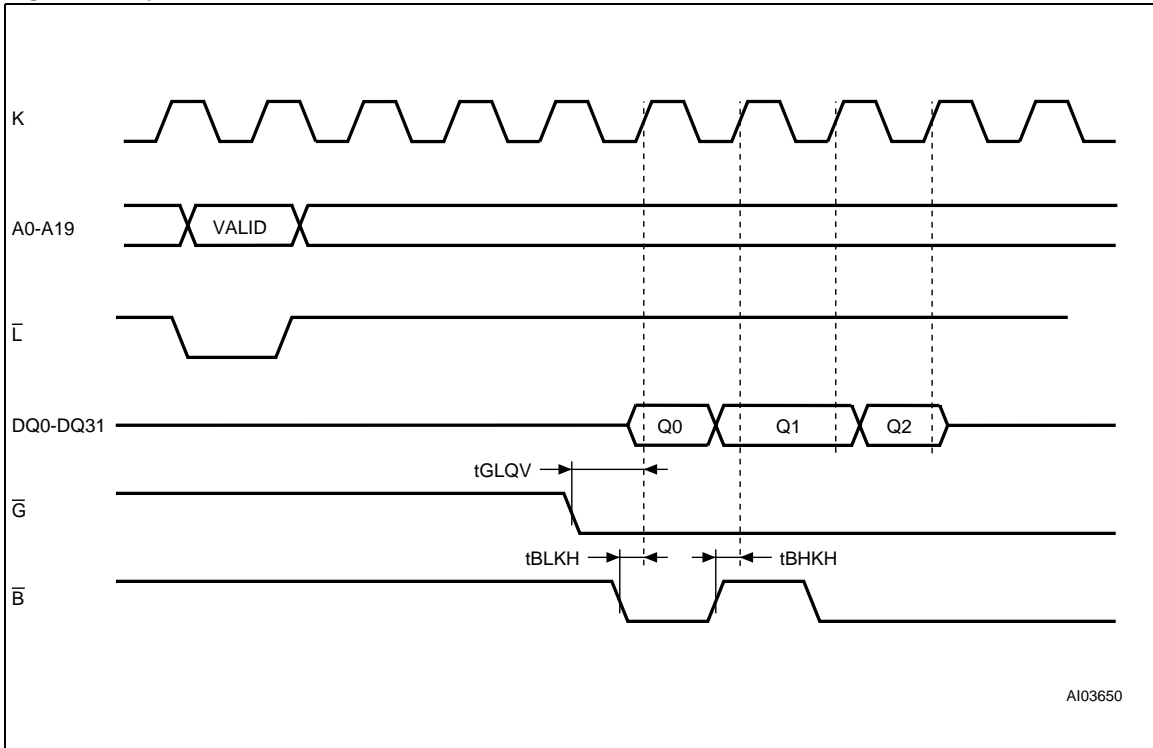 K
A0-A19
VALID
L̅
DQ0-DQ31
Q0
Q1
Q2
tGLQV
G̅
tBLKH
tBHKH
B̅
AI03650